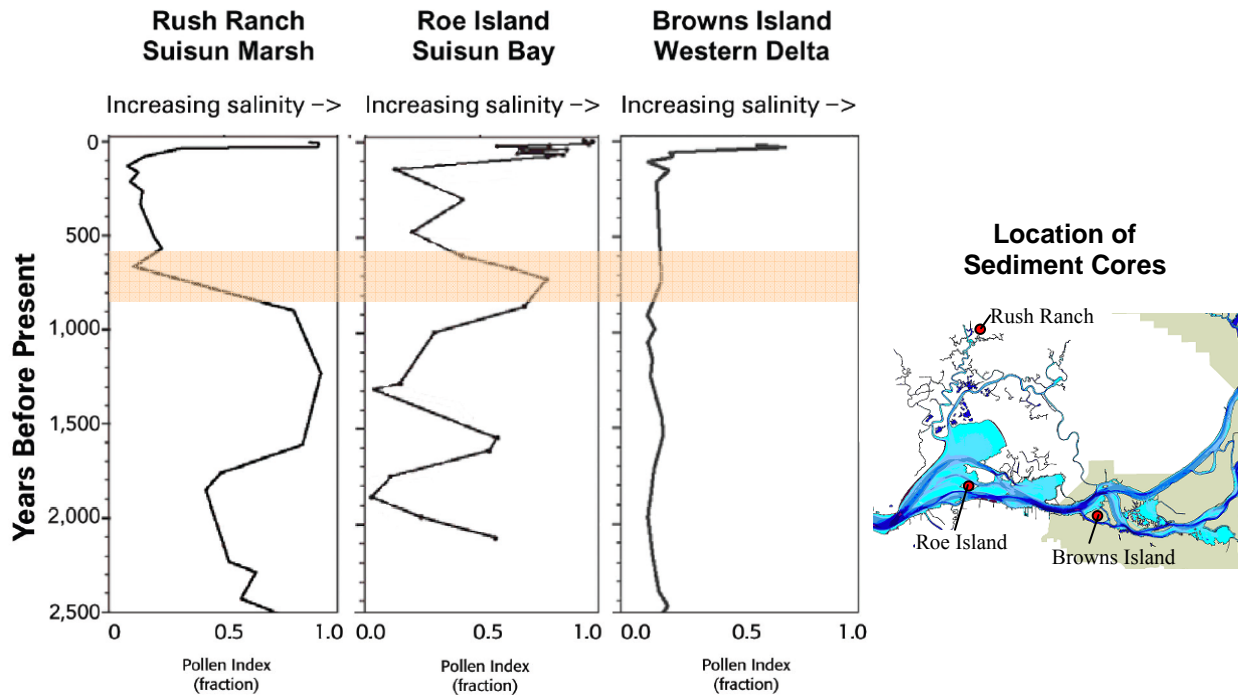 Rush Ranch
Suisun Marsh
Roe Island
Suisun Bay
Browns Island
Western Delta
Increasing salinity –>
Increasing salinity –>
Increasing salinity –>
Years Before Present
0
500
1,000
1,500
2,000
2,500
0
0.5
1.0
0.0
0.5
1.0
0.0
0.5
1.0
Pollen Index
(fraction)
Pollen Index
(fraction)
Pollen Index
(fraction)
Location of
Sediment Cores
Rush Ranch
Roe Island
Browns Island